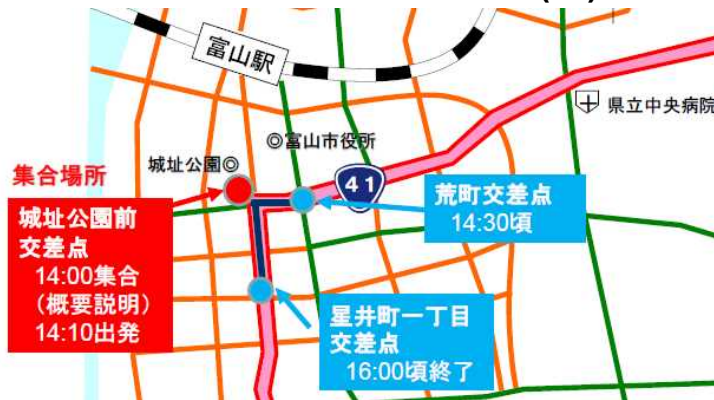 富山駅
◎富山市役所
城址公園◎
県立中央病院
41
集合場所
城址公園前
交差点
14:00集合
（概要説明）
14:10出発
荒町交差点
14:30頃
星井町一丁目
交差点
16:00頃終了